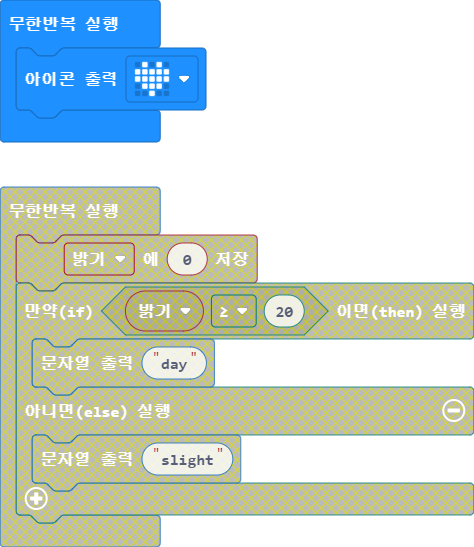 무한반복 실행
아이콘 출력
무한반복 실행
밝기 에 0 저장
만약(if) 밝기 ≥ 20 이면(then) 실행
문자열 출력 "day"
아니면(else) 실행
문자열 출력 "slight"